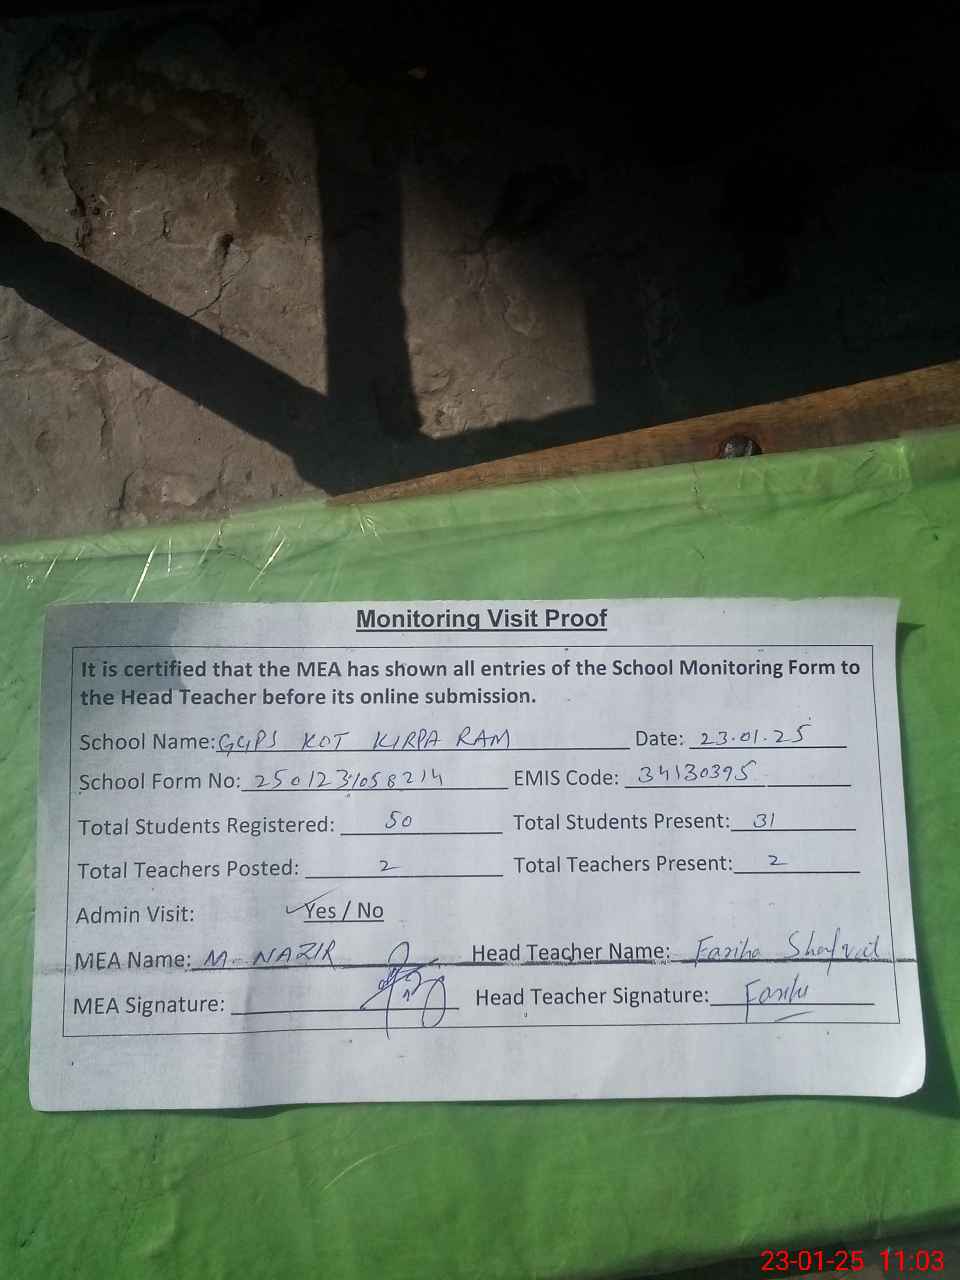 Monitoring Visit Proof
It is certified that the MEA has shown all entries of the School Monitoring Form to
the Head Teacher before its online submission.
School Name: GGPS KOT KIRPA RAM Date: 23.01.25
School Form No: 250123/058214 EMIS Code: 34130395
Total Students Registered: 50 Total Students Present: 31
Total Teachers Posted: 2 Total Teachers Present: 2
Admin Visit: ✓Yes / No
MEA Name: M. NAZIR Head Teacher Name: Fariha
MEA Signature: Head Teacher Signature:
23-01-25 11:03